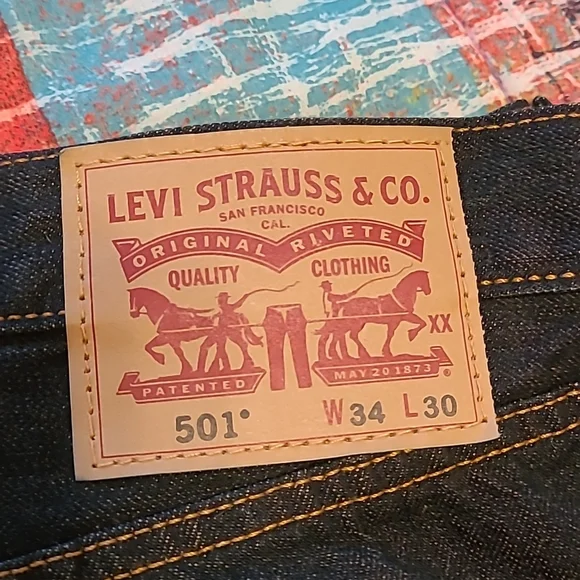 LEVI STRAUSS & CO.
SAN FRANCISCO
CAL.
ORIGINAL RIVETED
QUALITY CLOTHING
XX
PATENTED MAY 20 1873
®
501® W34 L30